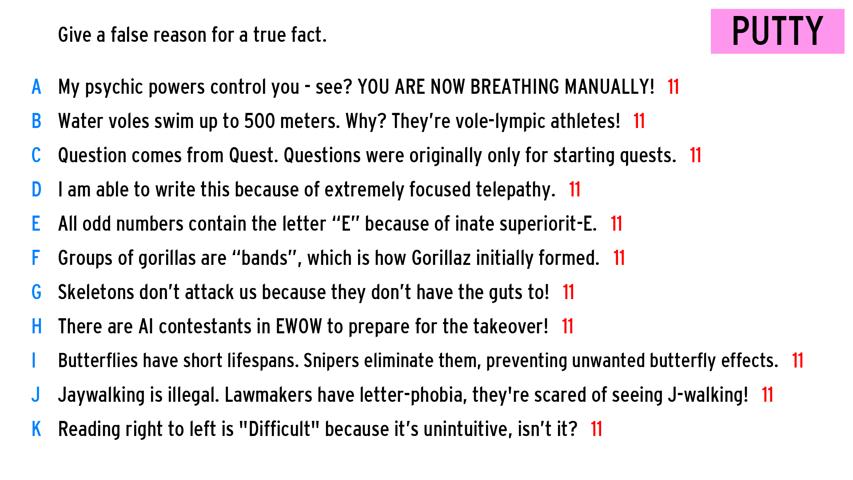 Give a false reason for a true fact.
PUTTY
A My psychic powers control you - see? YOU ARE NOW BREATHING MANUALLY! 11
B Water voles swim up to 500 meters. Why? They're vole-lympic athletes! 11
C Question comes from Quest. Questions were originally only for starting quests. 11
D I am able to write this because of extremely focused telepathy. 11
E All odd numbers contain the letter “E” because of inate superiorit-E. 11
F Groups of gorillas are “bands”, which is how Gorillaz initially formed. 11
G Skeletons don't attack us because they don't have the guts to! 11
H There are AI contestants in EWOW to prepare for the takeover! 11
I Butterflies have short lifespans. Snipers eliminate them, preventing unwanted butterfly effects. 11
J Jaywalking is illegal. Lawmakers have letter-phobia, they're scared of seeing J-walking! 11
K Reading right to left is "Difficult" because it's unintuitive, isn't it? 11